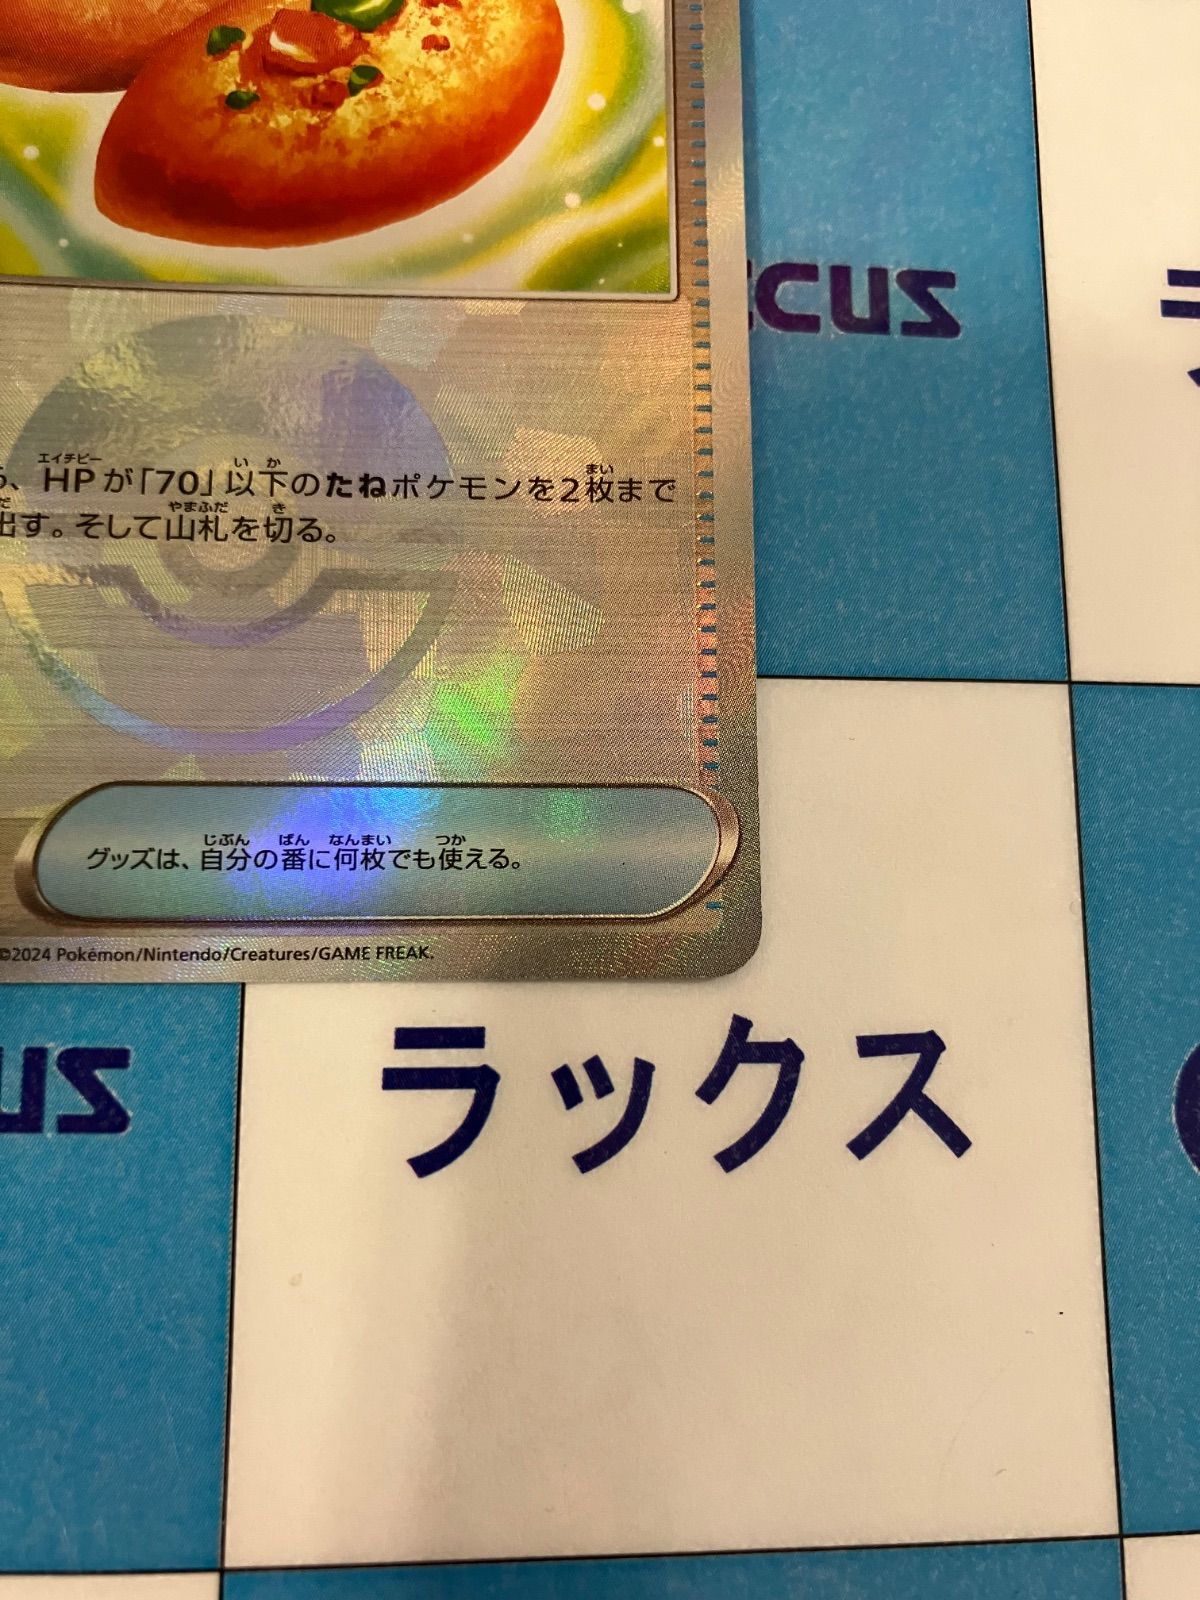 HPが「70」以下のたねポケモンを2枚まで
出す。そして山札を切る。
グッズは、自分の番に何枚でも使える。
©2024 Pokémon/Nintendo/Creatures/GAME FREAK.
ラックス